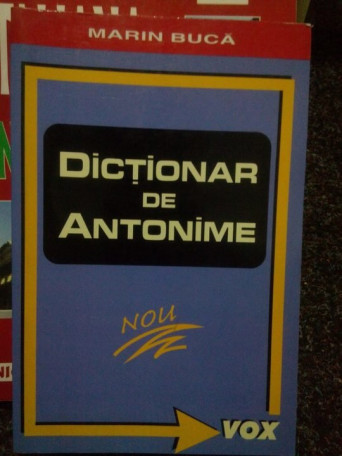 MARIN BUCĂ
DICȚIONAR
DE
ANTONIME
NOU
VOX